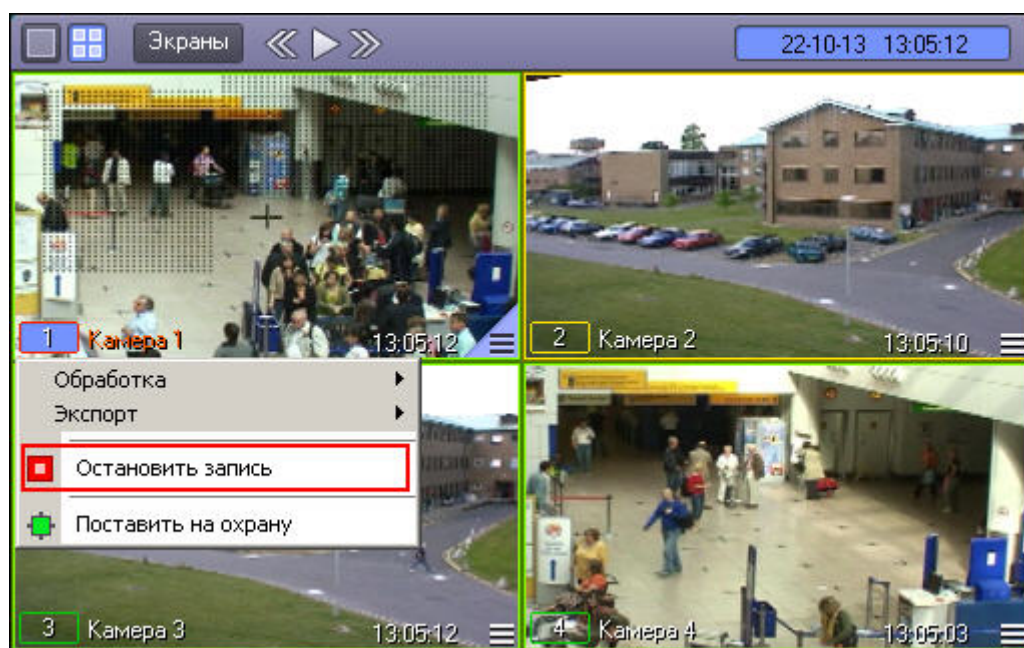 Экраны 22-10-13 13:05:12
1 Камера 1 13:05:12
2 Камера 2 13:05:10
Обработка
Экспорт
Остановить запись
Поставить на охрану
3 Камера 3 13:05:12
4 Камера 4 13:05:03